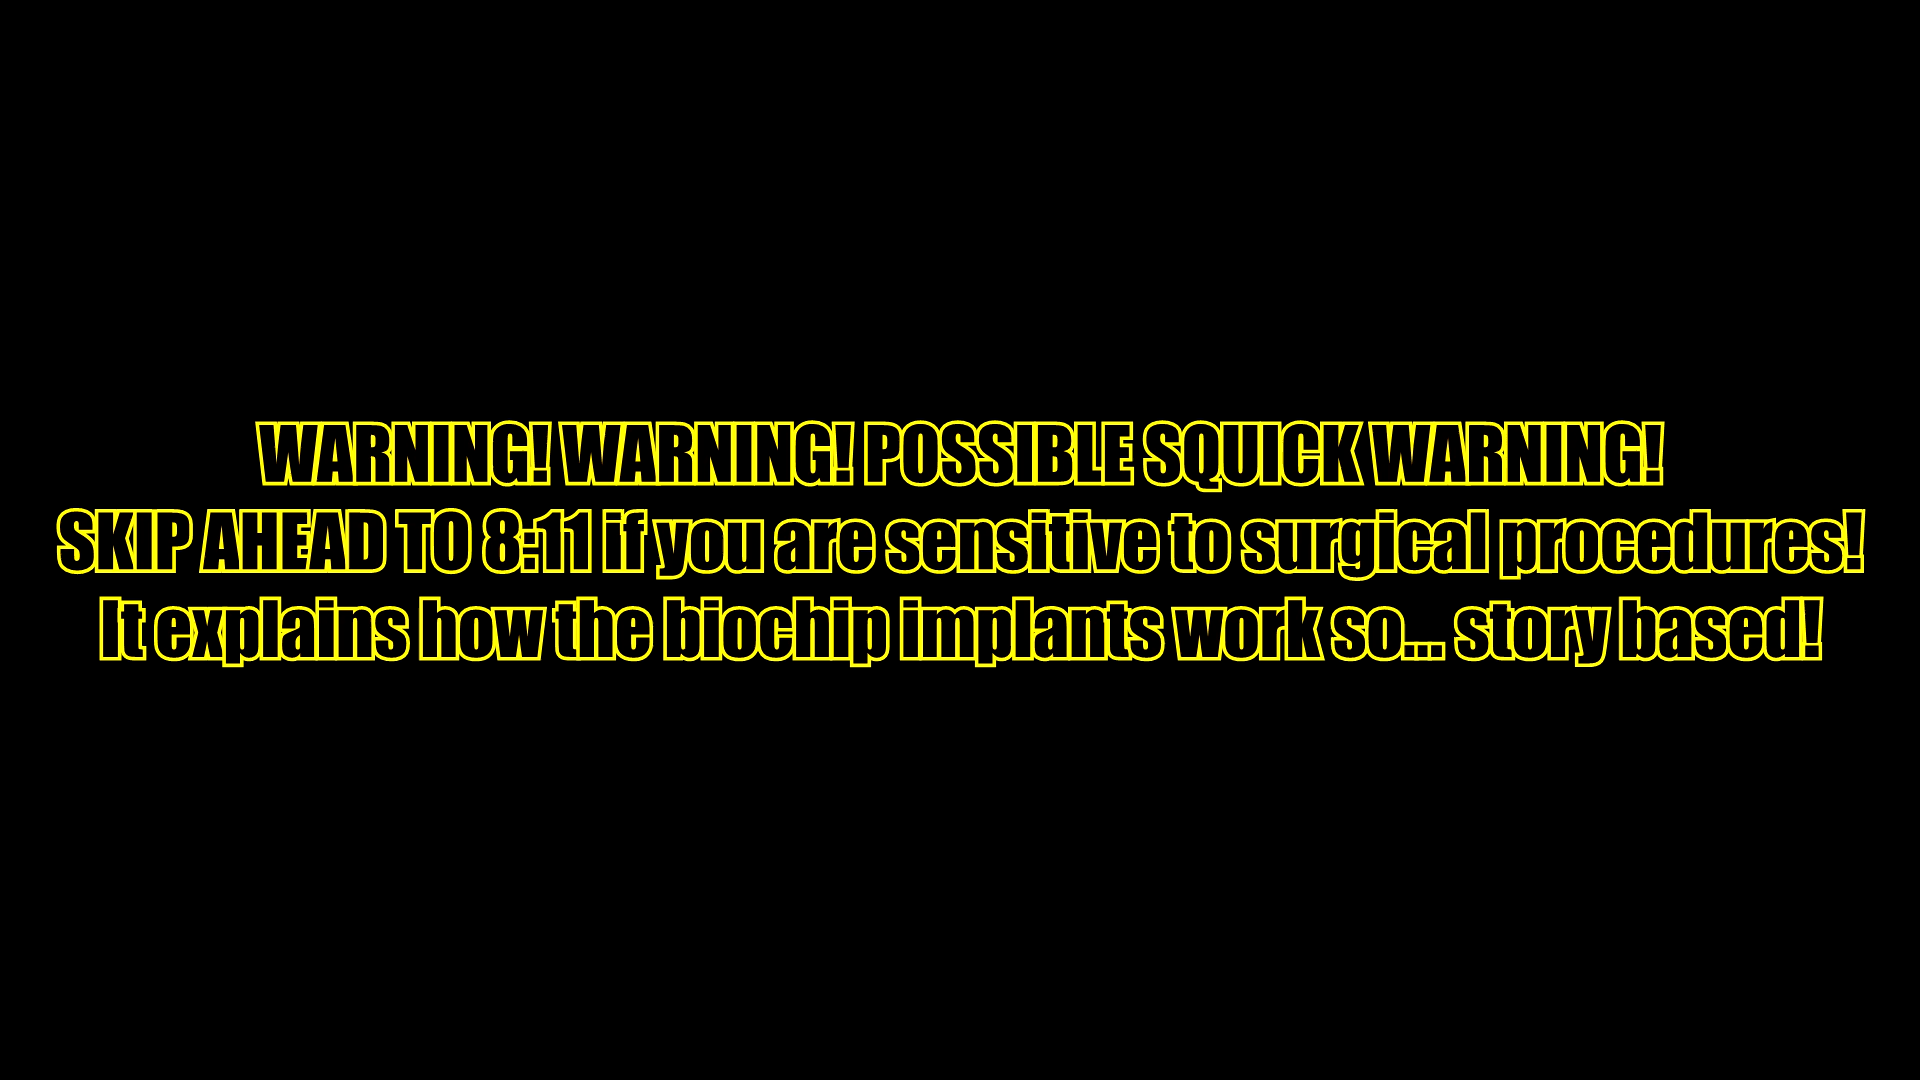 WARNING! WARNING! POSSIBLE SQUICK WARNING!
SKIP AHEAD TO 8:11 if you are sensitive to surgical procedures!
It explains how the biochip implants work so... story based!